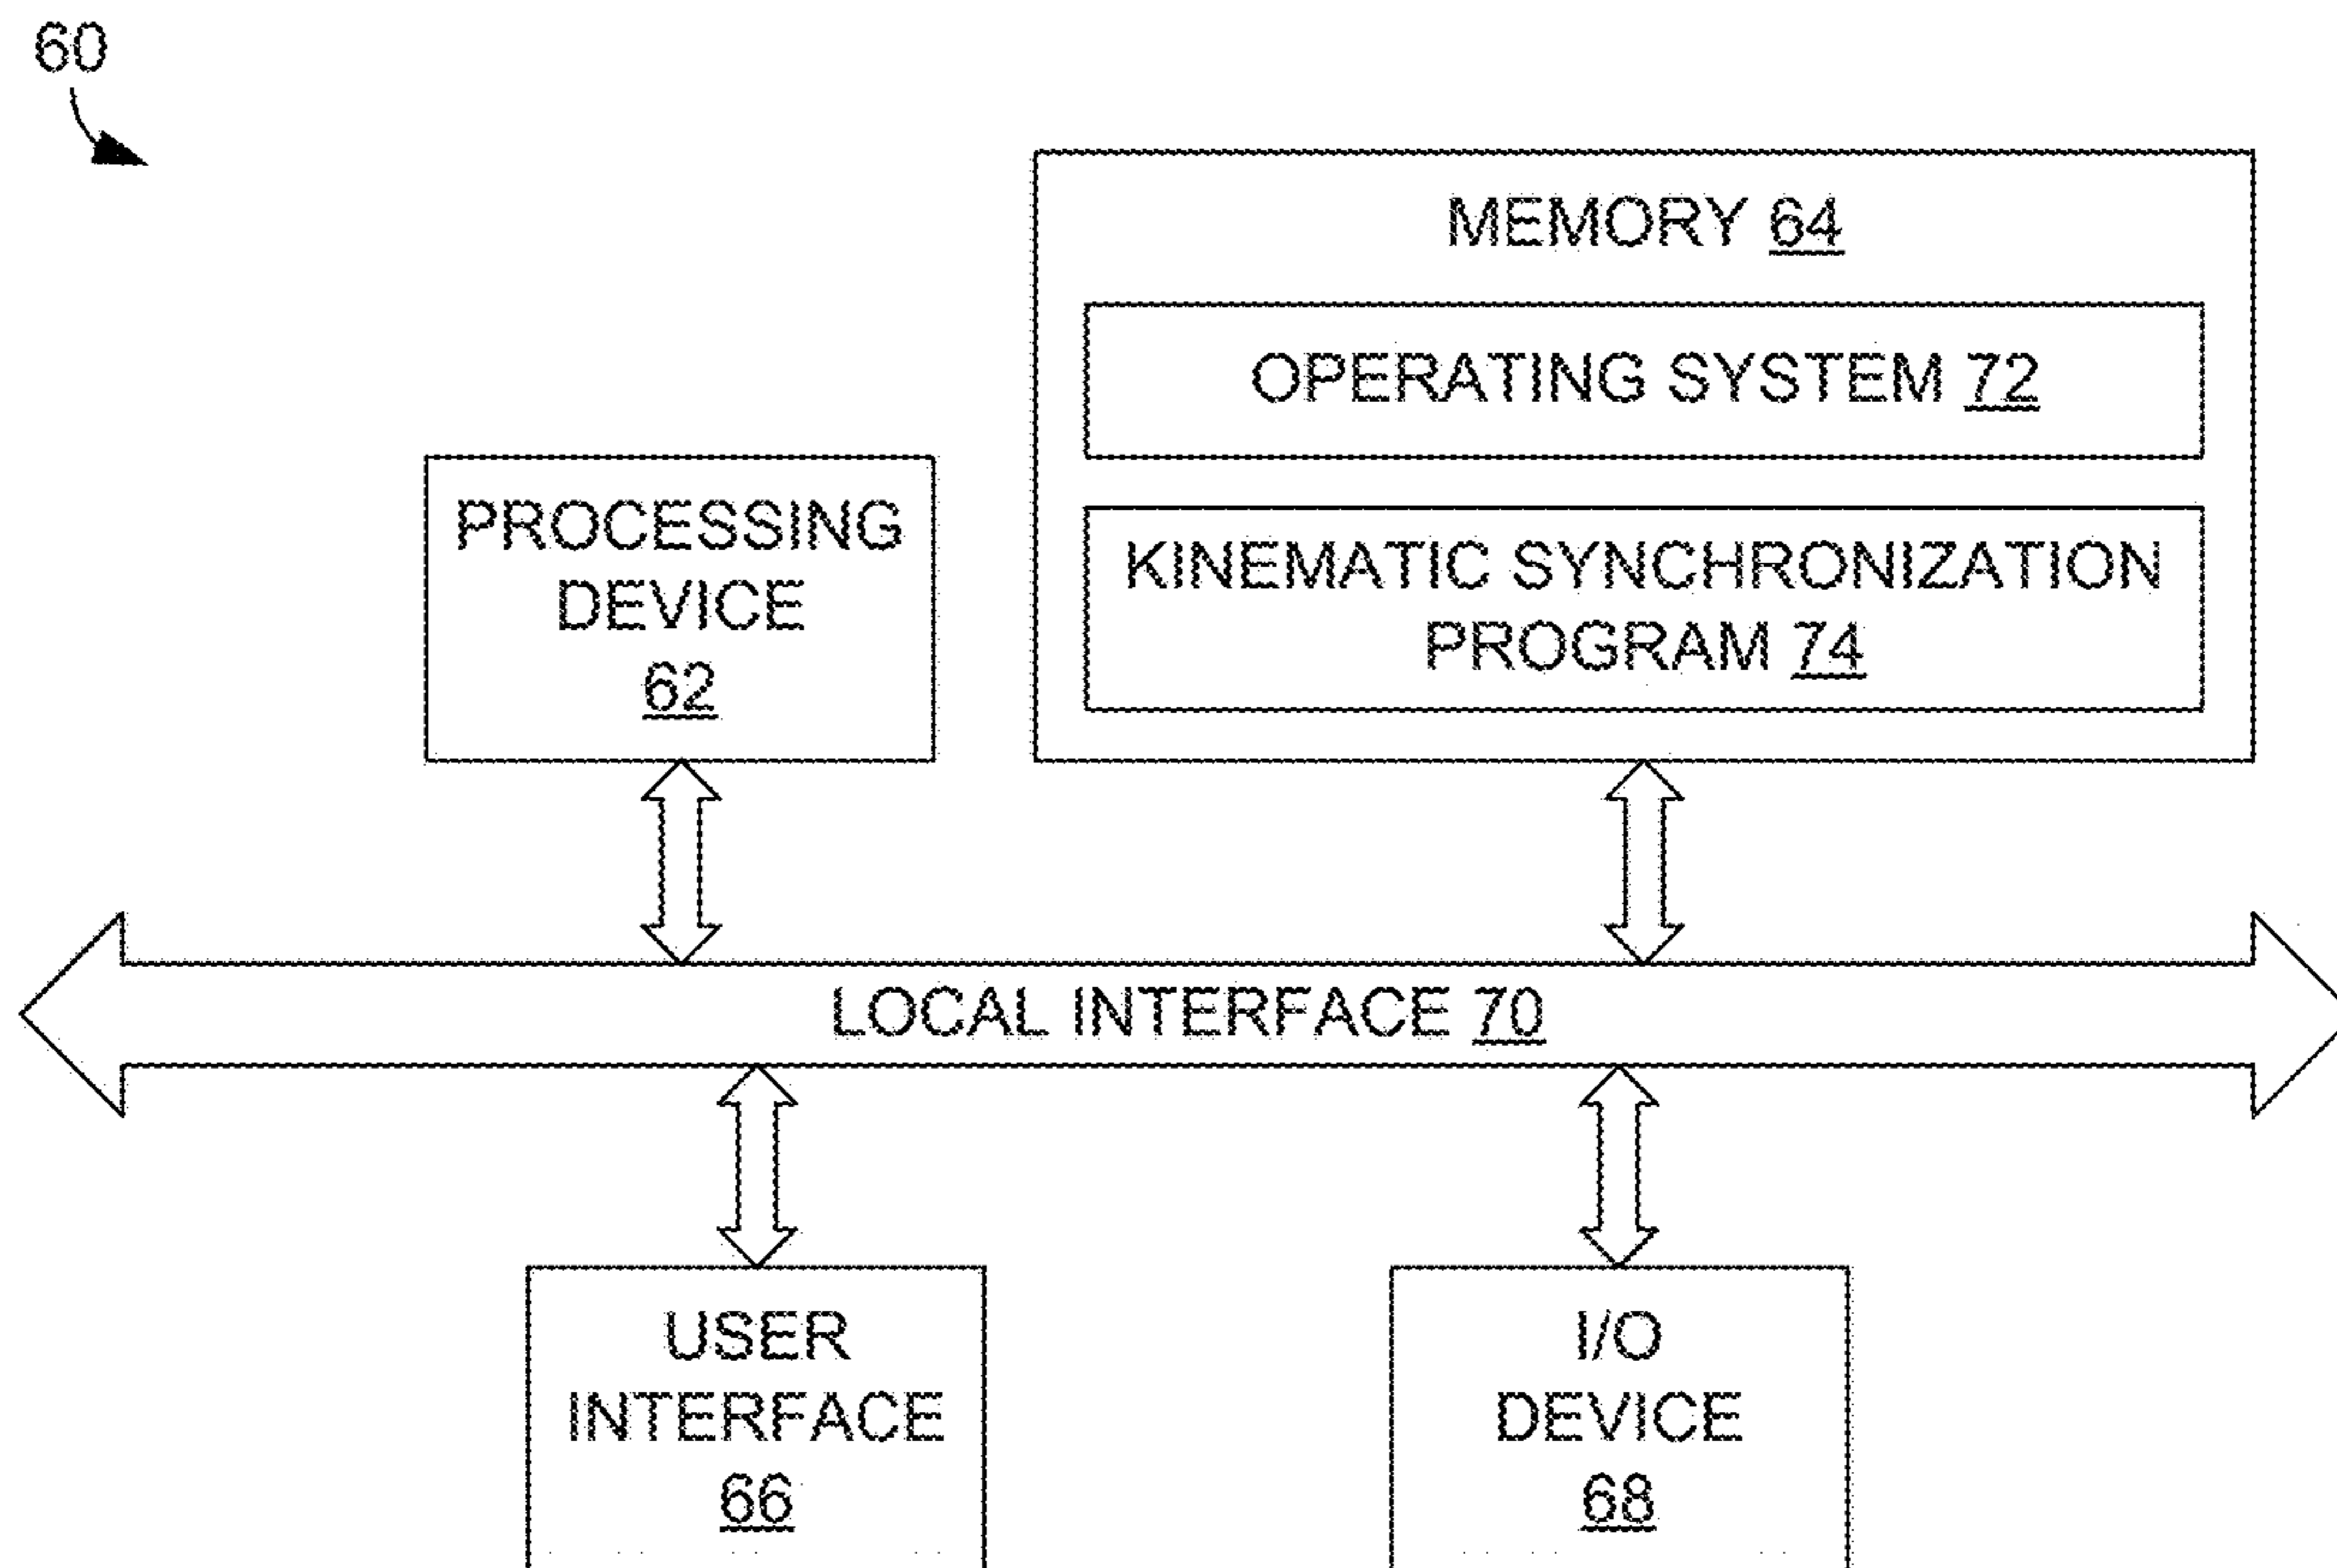 60
MEMORY 64
OPERATING SYSTEM 72
PROCESSING
DEVICE
62
KINEMATIC SYNCHRONIZATION
PROGRAM 74
LOCAL INTERFACE 70
USER
INTERFACE
66
I/O
DEVICE
68